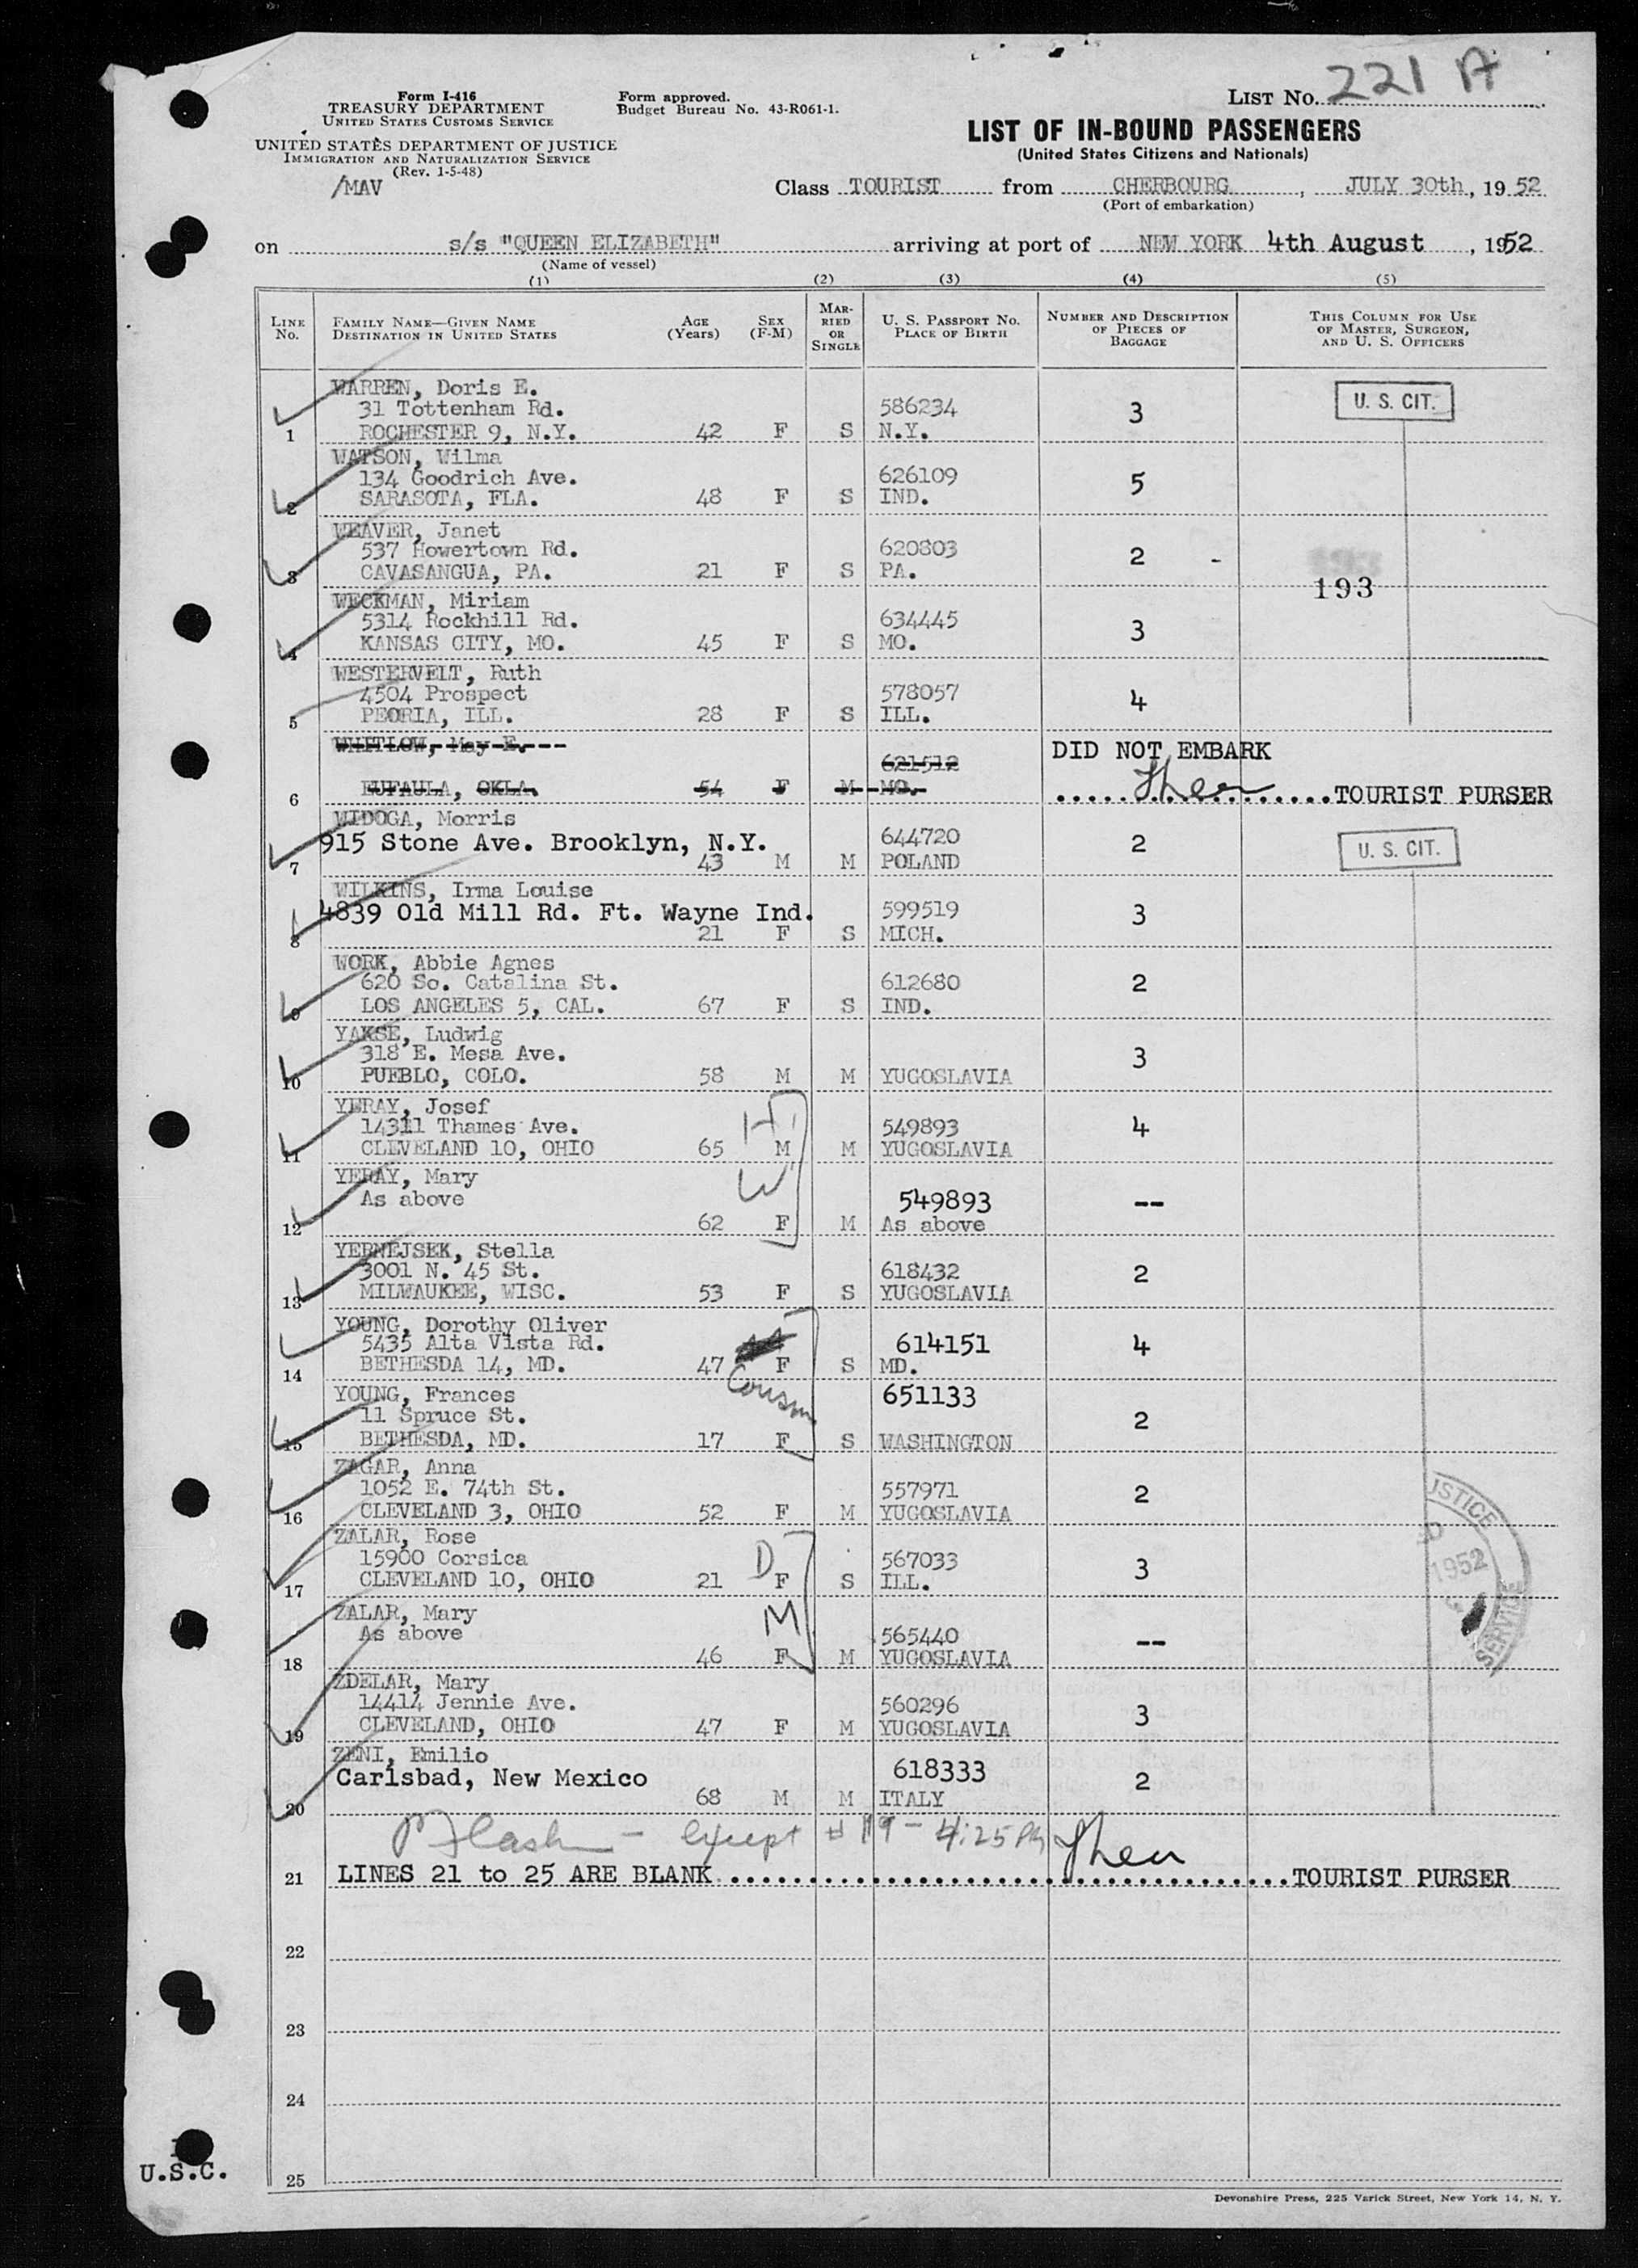 221 A
Form I-416
TREASURY DEPARTMENT
UNITED STATES CUSTOMS SERVICE
UNITED STATES DEPARTMENT OF JUSTICE
IMMIGRATION AND NATURALIZATION SERVICE
(Rev. 1-5-48)
/MAV
Form approved.
Budget Bureau No. 43-R061-1.
LIST No.
LIST OF IN-BOUND PASSENGERS
(United States Citizens and Nationals)
Class TOURIST from CHERBOURG, JULY 30th, 1952
(Port of embarkation)
on s/s "QUEEN ELIZABETH" arriving at port of NEW YORK 4th August, 1952
(Name of vessel)
(1) (2) (3) (4) (5)
LINE No. FAMILY NAME—GIVEN NAME DESTINATION IN UNITED STATES AGE (Years) SEX (F-M) MARRIED OR SINGLE U. S. PASSPORT NO. PLACE OF BIRTH NUMBER AND DESCRIPTION OF PIECES OF BAGGAGE THIS COLUMN FOR USE OF MASTER, SURGEON, AND U. S. OFFICERS
WARREN, Doris E.
31 Tottenham Rd. 586234 3 U. S. CIT.
1 ROCHESTER 9, N.Y. 42 F S N.Y.
WATSON, Wilma
134 Goodrich Ave. 626109 5
2 SARASOTA, FLA. 48 F S IND.
WEAVER, Janet
537 Howertown Rd. 620803 2 -
3 CAVASANGUA, PA. 21 F S PA.
193
WECKMAN, Miriam
5314 Rockhill Rd. 634445 3
4 KANSAS CITY, MO. 45 F S MO.
WESTERVELT, Ruth
4504 Prospect 578057 4
5 PEORIA, ILL. 28 F S ILL.
WHITLOW, May E. DID NOT EMBARK
621512
6 EUFAULA, OKLA. 54 F M MO. TOURIST PURSER
WIDOGA, Morris
915 Stone Ave. Brooklyn, N.Y. 644720 2 U. S. CIT.
7 43 M M POLAND
WILKINS, Irma Louise
4839 Old Mill Rd. Ft. Wayne Ind. 599519 3
8 21 F S MICH.
WORK, Abbie Agnes
620 So. Catalina St. 612680 2
9 LOS ANGELES 5, CAL. 67 F S IND.
YAKSE, Ludwig
318 E. Mesa Ave. 3
10 PUEBLO, COLO. 58 M M YUGOSLAVIA
YERAY, Josef H
14311 Thames Ave. 549893 4
11 CLEVELAND 10, OHIO 65 M M YUGOSLAVIA
YERAY, Mary W
As above 549893 --
12 62 F M As above
YERNEJSEK, Stella
3001 N. 45 St. 618432 2
13 MILWAUKEE, WISC. 53 F S YUGOSLAVIA
YOUNG, Dorothy Oliver
5435 Alta Vista Rd. 614151 4
14 BETHESDA 14, MD. 47 F S MD.
Cousin
YOUNG, Frances 651133
11 Spruce St. 2
15 BETHESDA, MD. 17 F S WASHINGTON
ZAGAR, Anna
1052 E. 74th St. 557971 2
16 CLEVELAND 3, OHIO 52 F M YUGOSLAVIA
ZALAR, Rose D
15900 Corsica 567033 3
17 CLEVELAND 10, OHIO 21 F S ILL.
ZALAR, Mary M
As above 565440 --
18 46 F M YUGOSLAVIA
USTICE
1952
SERVICE
ZDELAR, Mary
14414 Jennie Ave. 560296 3
19 CLEVELAND, OHIO 47 F M YUGOSLAVIA
ZENI, Emilio
Carlsbad, New Mexico 618333 2
20 68 M M ITALY
except # 19 - 4:25 PM
21 LINES 21 to 25 ARE BLANK TOURIST PURSER
22
23
24
25
U.S.C.
Devonshire Press, 225 Varick Street, New York 14, N. Y.